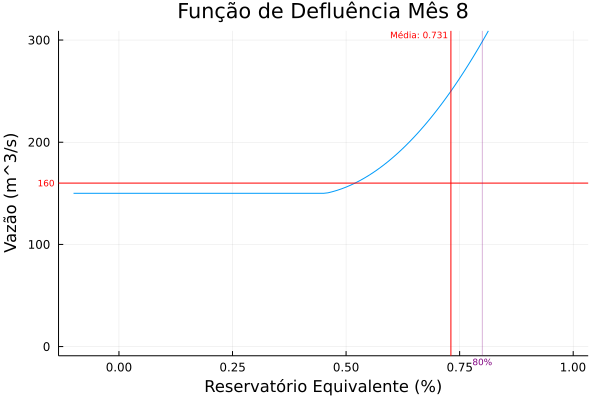 Função de Defluência Mês 8
Média: 0.731
300
200
160
100
0
Vazão (m^3/s)
0.00
0.25
0.50
0.75
80%
1.00
Reservatório Equivalente (%)